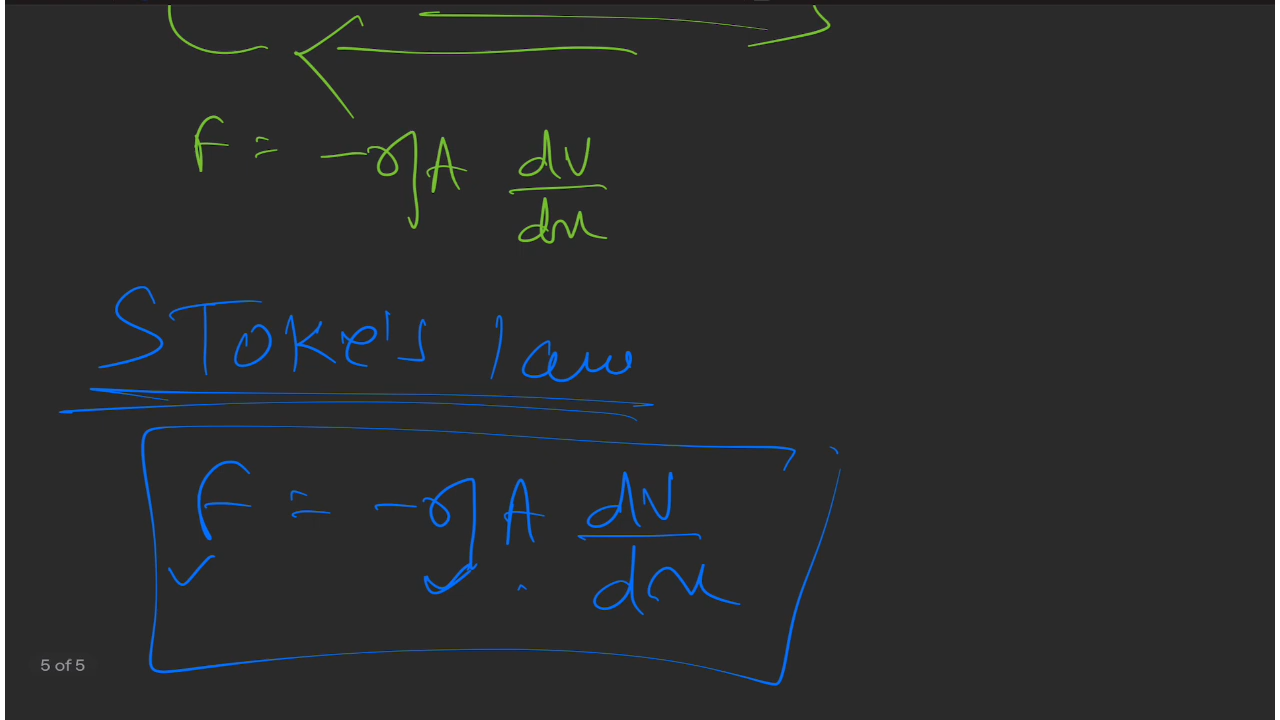 F = -ηA dv/dx
Stoke's law
F = -ηA dv/dx
5 of 5